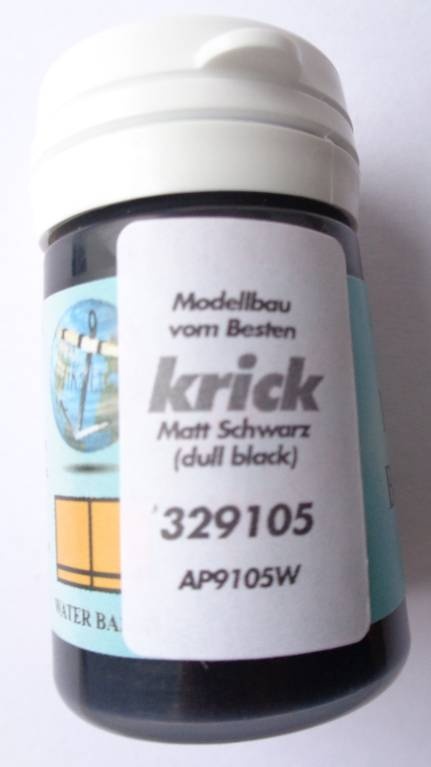 Modellbau
vom Besten
krick
Matt Schwarz
(dull black)
329105
AP9105W
WATER BA